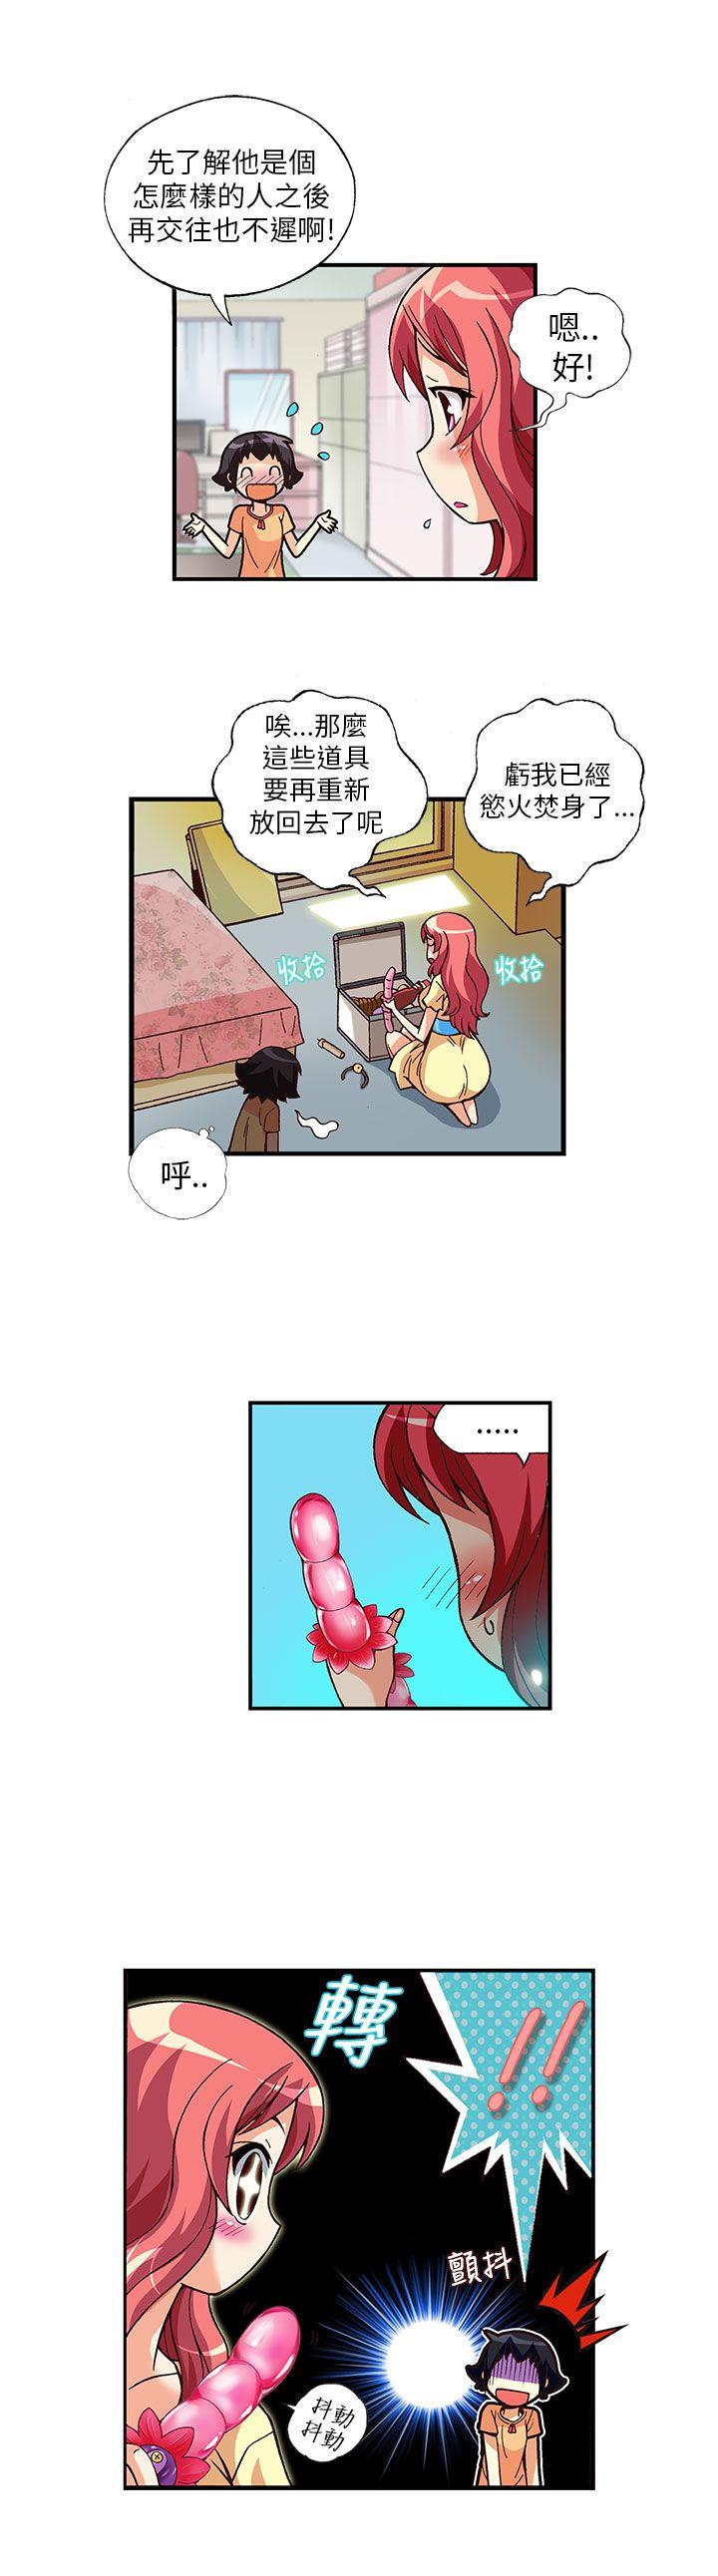 先了解他是個
怎麼樣的人之後
再交往也不遲啊!
嗯..
好!
唉...那麼
這些道具
要再重新
放回去了呢
虧我已經
慾火焚身了...
收拾
收拾
呼..
.....
轉
!!
顫抖
抖動
抖動